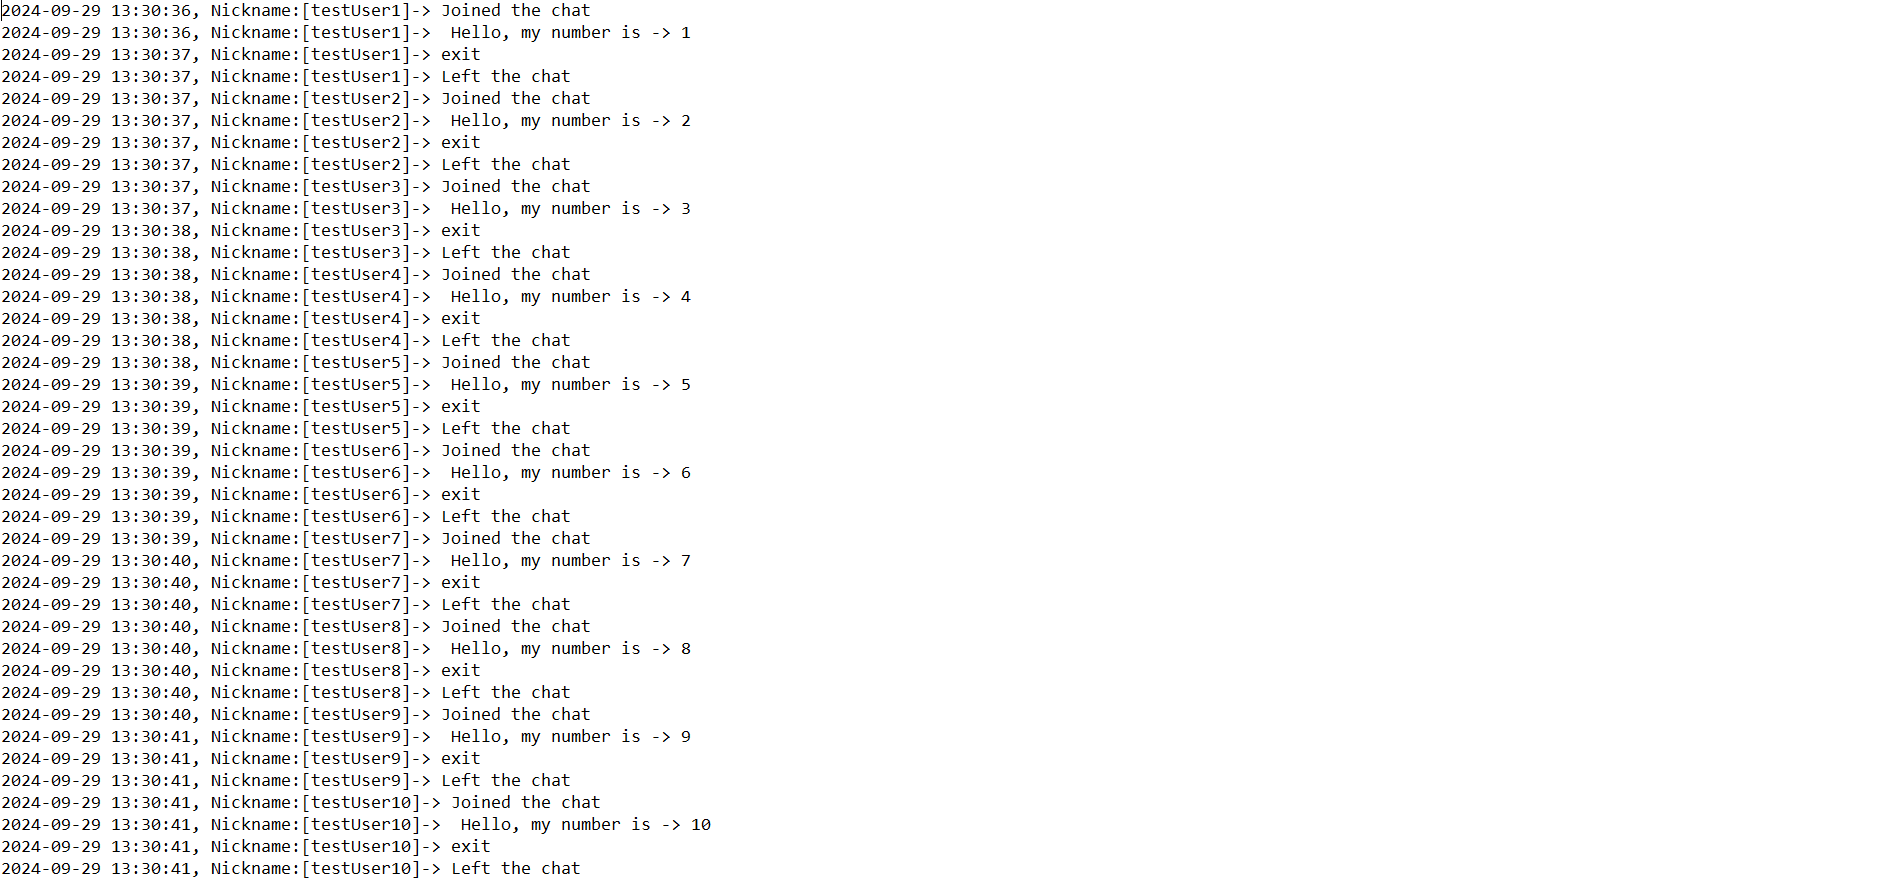 2024-09-29 13:30:36, Nickname:[testUser1]-> Joined the chat
2024-09-29 13:30:36, Nickname:[testUser1]->  Hello, my number is -> 1
2024-09-29 13:30:37, Nickname:[testUser1]-> exit
2024-09-29 13:30:37, Nickname:[testUser1]-> Left the chat
2024-09-29 13:30:37, Nickname:[testUser2]-> Joined the chat
2024-09-29 13:30:37, Nickname:[testUser2]->  Hello, my number is -> 2
2024-09-29 13:30:37, Nickname:[testUser2]-> exit
2024-09-29 13:30:37, Nickname:[testUser2]-> Left the chat
2024-09-29 13:30:37, Nickname:[testUser3]-> Joined the chat
2024-09-29 13:30:37, Nickname:[testUser3]->  Hello, my number is -> 3
2024-09-29 13:30:38, Nickname:[testUser3]-> exit
2024-09-29 13:30:38, Nickname:[testUser3]-> Left the chat
2024-09-29 13:30:38, Nickname:[testUser4]-> Joined the chat
2024-09-29 13:30:38, Nickname:[testUser4]->  Hello, my number is -> 4
2024-09-29 13:30:38, Nickname:[testUser4]-> exit
2024-09-29 13:30:38, Nickname:[testUser4]-> Left the chat
2024-09-29 13:30:38, Nickname:[testUser5]-> Joined the chat
2024-09-29 13:30:39, Nickname:[testUser5]->  Hello, my number is -> 5
2024-09-29 13:30:39, Nickname:[testUser5]-> exit
2024-09-29 13:30:39, Nickname:[testUser5]-> Left the chat
2024-09-29 13:30:39, Nickname:[testUser6]-> Joined the chat
2024-09-29 13:30:39, Nickname:[testUser6]->  Hello, my number is -> 6
2024-09-29 13:30:39, Nickname:[testUser6]-> exit
2024-09-29 13:30:39, Nickname:[testUser6]-> Left the chat
2024-09-29 13:30:39, Nickname:[testUser7]-> Joined the chat
2024-09-29 13:30:40, Nickname:[testUser7]->  Hello, my number is -> 7
2024-09-29 13:30:40, Nickname:[testUser7]-> exit
2024-09-29 13:30:40, Nickname:[testUser7]-> Left the chat
2024-09-29 13:30:40, Nickname:[testUser8]-> Joined the chat
2024-09-29 13:30:40, Nickname:[testUser8]->  Hello, my number is -> 8
2024-09-29 13:30:40, Nickname:[testUser8]-> exit
2024-09-29 13:30:40, Nickname:[testUser8]-> Left the chat
2024-09-29 13:30:40, Nickname:[testUser9]-> Joined the chat
2024-09-29 13:30:41, Nickname:[testUser9]->  Hello, my number is -> 9
2024-09-29 13:30:41, Nickname:[testUser9]-> exit
2024-09-29 13:30:41, Nickname:[testUser9]-> Left the chat
2024-09-29 13:30:41, Nickname:[testUser10]-> Joined the chat
2024-09-29 13:30:41, Nickname:[testUser10]->  Hello, my number is -> 10
2024-09-29 13:30:41, Nickname:[testUser10]-> exit
2024-09-29 13:30:41, Nickname:[testUser10]-> Left the chat